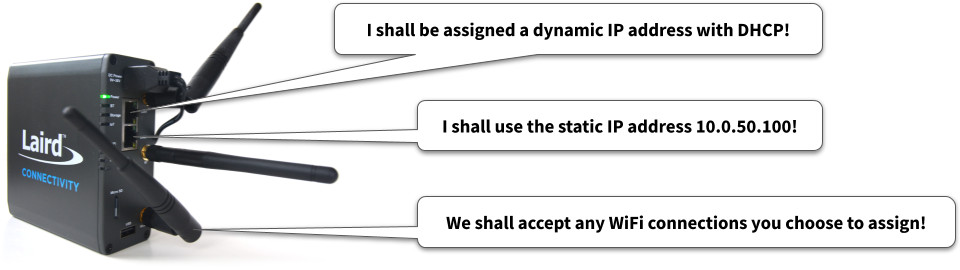 I shall be assigned a dynamic IP address with DHCP!
I shall use the static IP address 10.0.50.100!
Laird
CONNECTIVITY
We shall accept any WiFi connections you choose to assign!